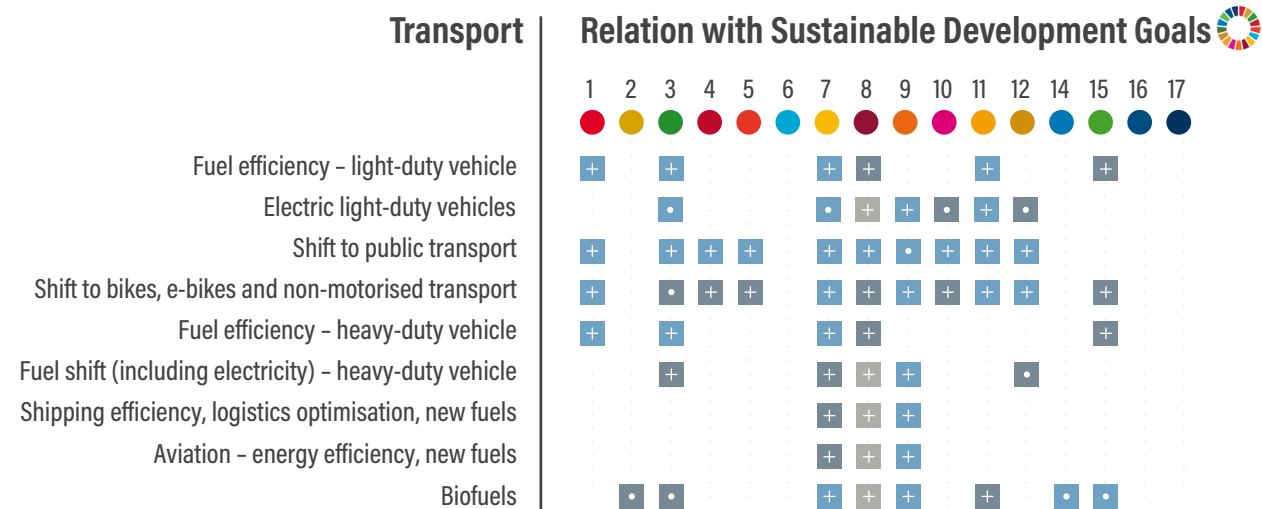 Transport Relation with Sustainable Development Goals
1 2 3 4 5 6 7 8 9 10 11 12 14 15 16 17
Fuel efficiency – light-duty vehicle + + + + + +
Electric light-duty vehicles • • + + • + •
Shift to public transport + + + + + + • + + +
Shift to bikes, e-bikes and non-motorised transport + • + + + + + + + + +
Fuel efficiency – heavy-duty vehicle + + + + +
Fuel shift (including electricity) – heavy-duty vehicle + + + + •
Shipping efficiency, logistics optimisation, new fuels + + +
Aviation – energy efficiency, new fuels + + +
Biofuels • • + + + + • •